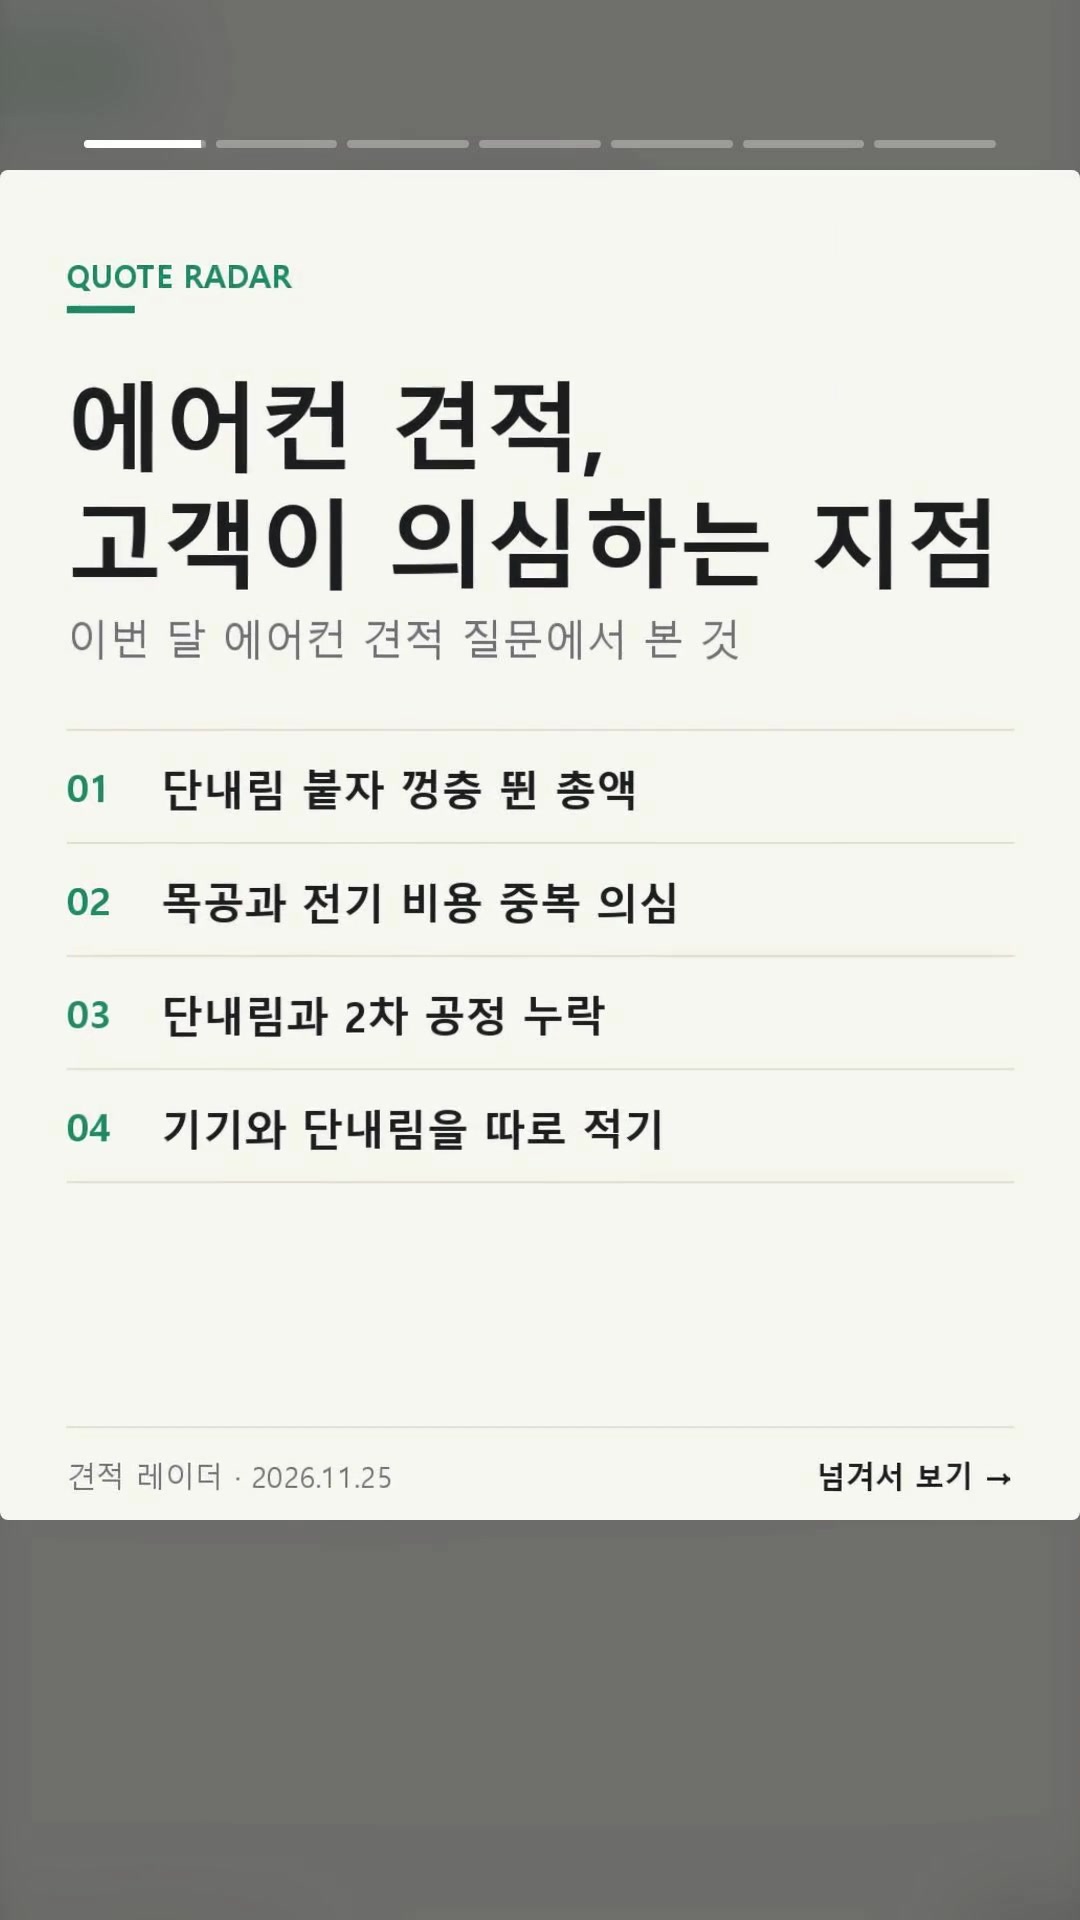 QUOTE RADAR
에어컨 견적,
고객이 의심하는 지점
이번 달 에어컨 견적 질문에서 본 것
01 단내림 붙자 껑충 뛴 총액
02 목공과 전기 비용 중복 의심
03 단내림과 2차 공정 누락
04 기기와 단내림을 따로 적기
견적 레이더 · 2026.11.25
넘겨서 보기 →